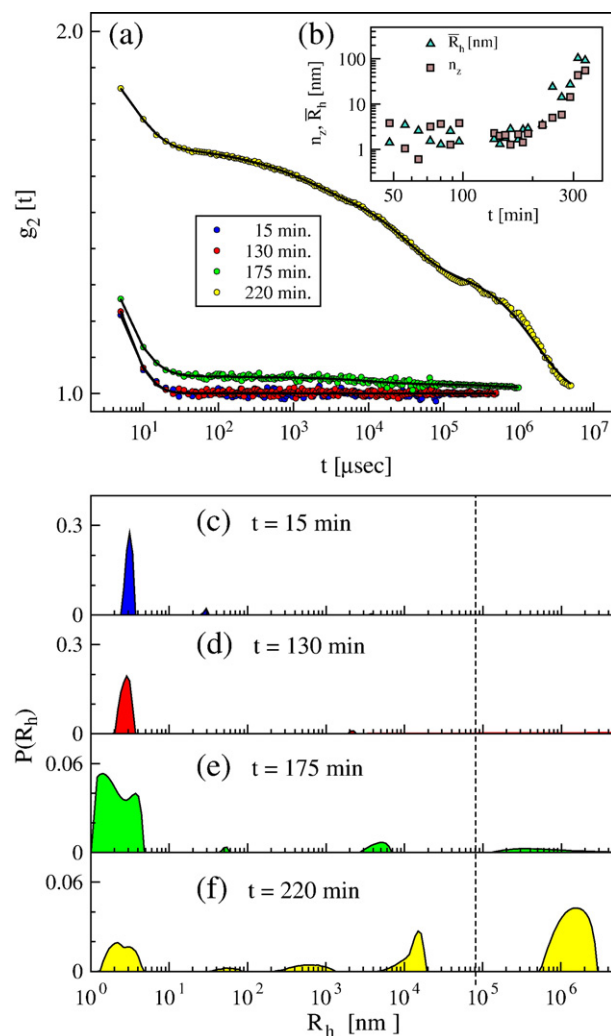 (a)
2.0
1.0
g₂ [t]
10¹ 10² 10³ 10⁴ 10⁵ 10⁶ 10⁷
t [μsec]
15 min.
130 min.
175 min.
220 min.
(b)
R̅ₕ [nm]
n_z
n_z, R̅ₕ [nm]
100
10
1
50 100 300
t [min]
(c) t = 15 min
0.3
0
(d) t = 130 min
0.3
0
(e) t = 175 min
0.06
0
(f) t = 220 min
0.06
0
P(Rₕ)
10⁰ 10¹ 10² 10³ 10⁴ 10⁵ 10⁶
Rₕ [nm]